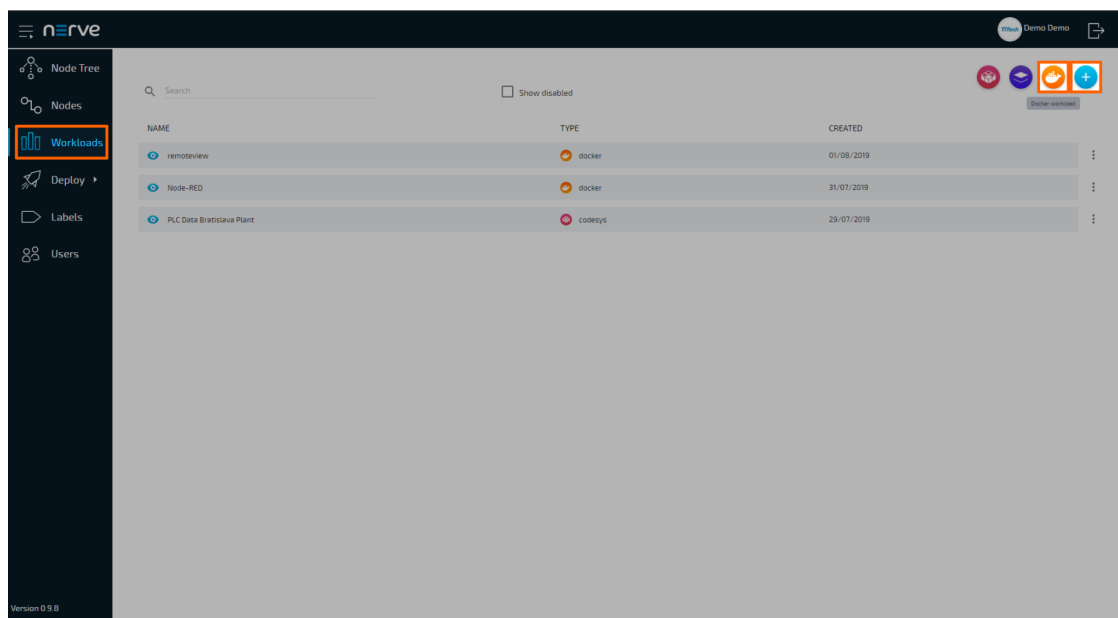 nerve
TTTech Demo Demo
Node Tree
Nodes
Workloads
Deploy
Labels
Users
Version 0.9.8
Search
Show disabled
Docker workload
NAME TYPE CREATED
remoteview docker 01/08/2019
Node-RED docker 31/07/2019
PLC Data Bratislava Plant codesys 29/07/2019